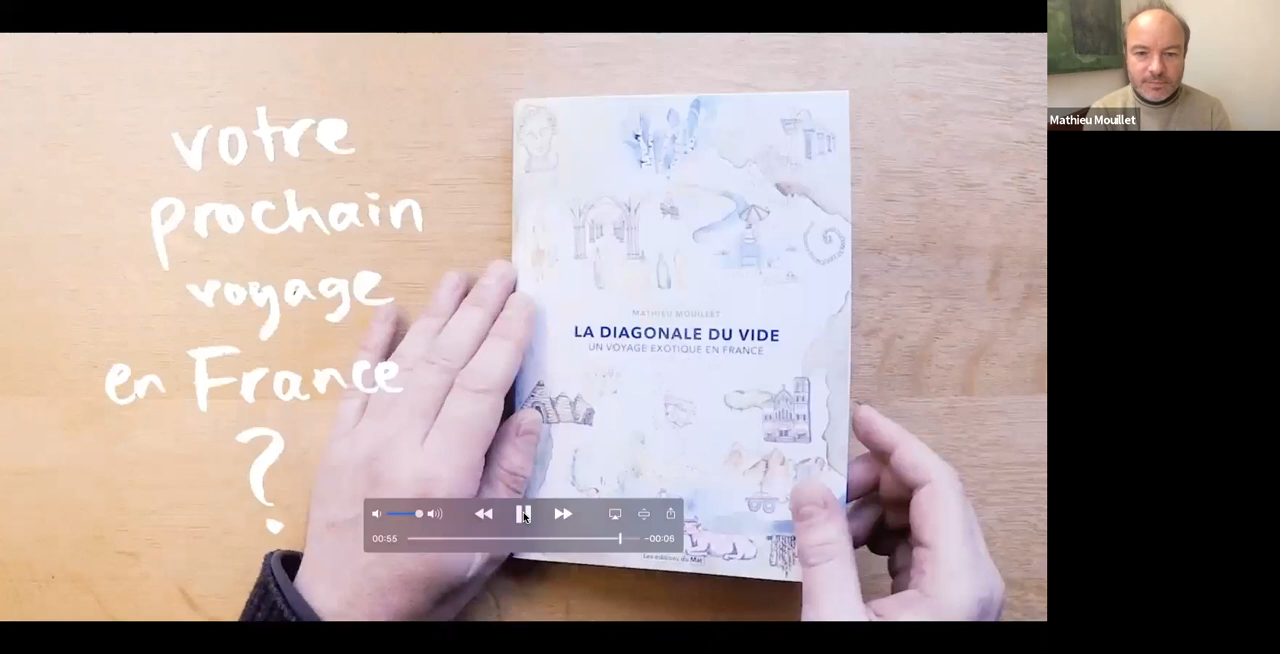 votre
prochain
voyage
en France
?
MATHIEU MOUILLET
LA DIAGONALE DU VIDE
UN VOYAGE EXOTIQUE EN FRANCE
Les éditions du Mai
00:55
-00:06
Mathieu Mouillet